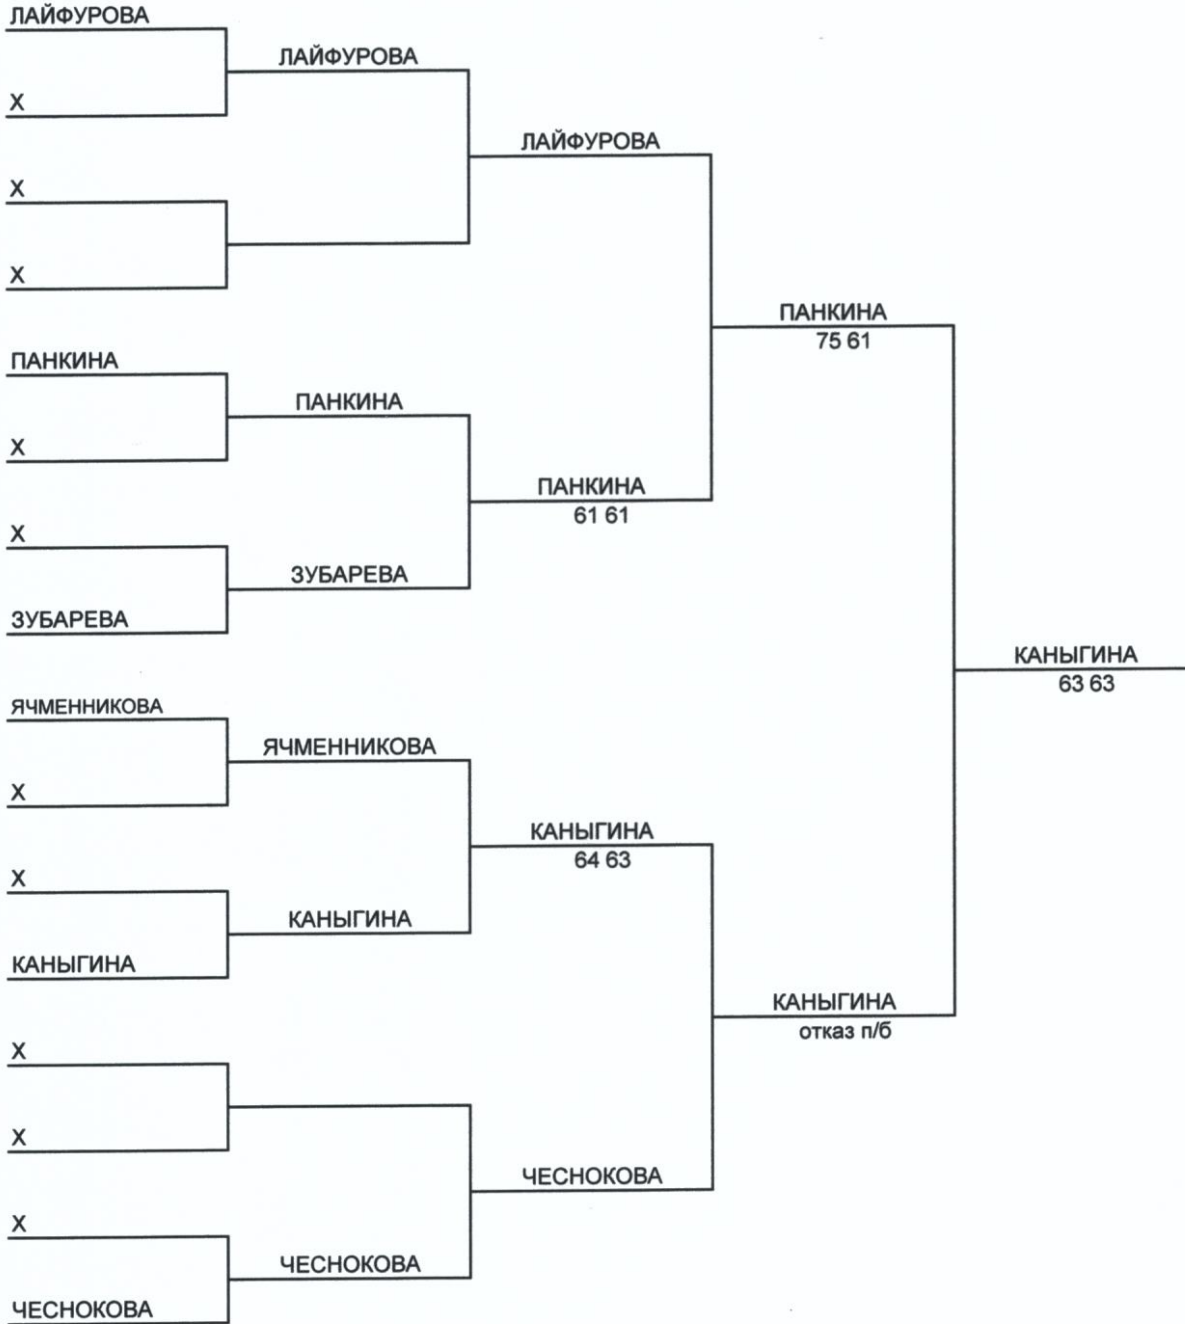 ЛАЙФУРОВА
X
X
X
ПАНКИНА
X
X
ЗУБАРЕВА
ЯЧМЕННИКОВА
X
X
КАНЫГИНА
X
X
X
ЧЕСНОКОВА
ЛАЙФУРОВА
ПАНКИНА
ЗУБАРЕВА
ЯЧМЕННИКОВА
КАНЫГИНА
ЧЕСНОКОВА
ЛАЙФУРОВА
ПАНКИНА
61 61
КАНЫГИНА
64 63
ЧЕСНОКОВА
ПАНКИНА
75 61
КАНЫГИНА
отказ п/б
КАНЫГИНА
63 63